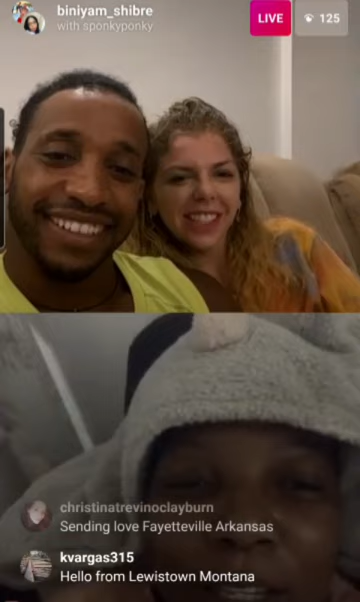 biniyam_shibre
with sponkyponky
LIVE
125
christinatrevinoclayburn
Sending love Fayetteville Arkansas
kvargas315
Hello from Lewistown Montana